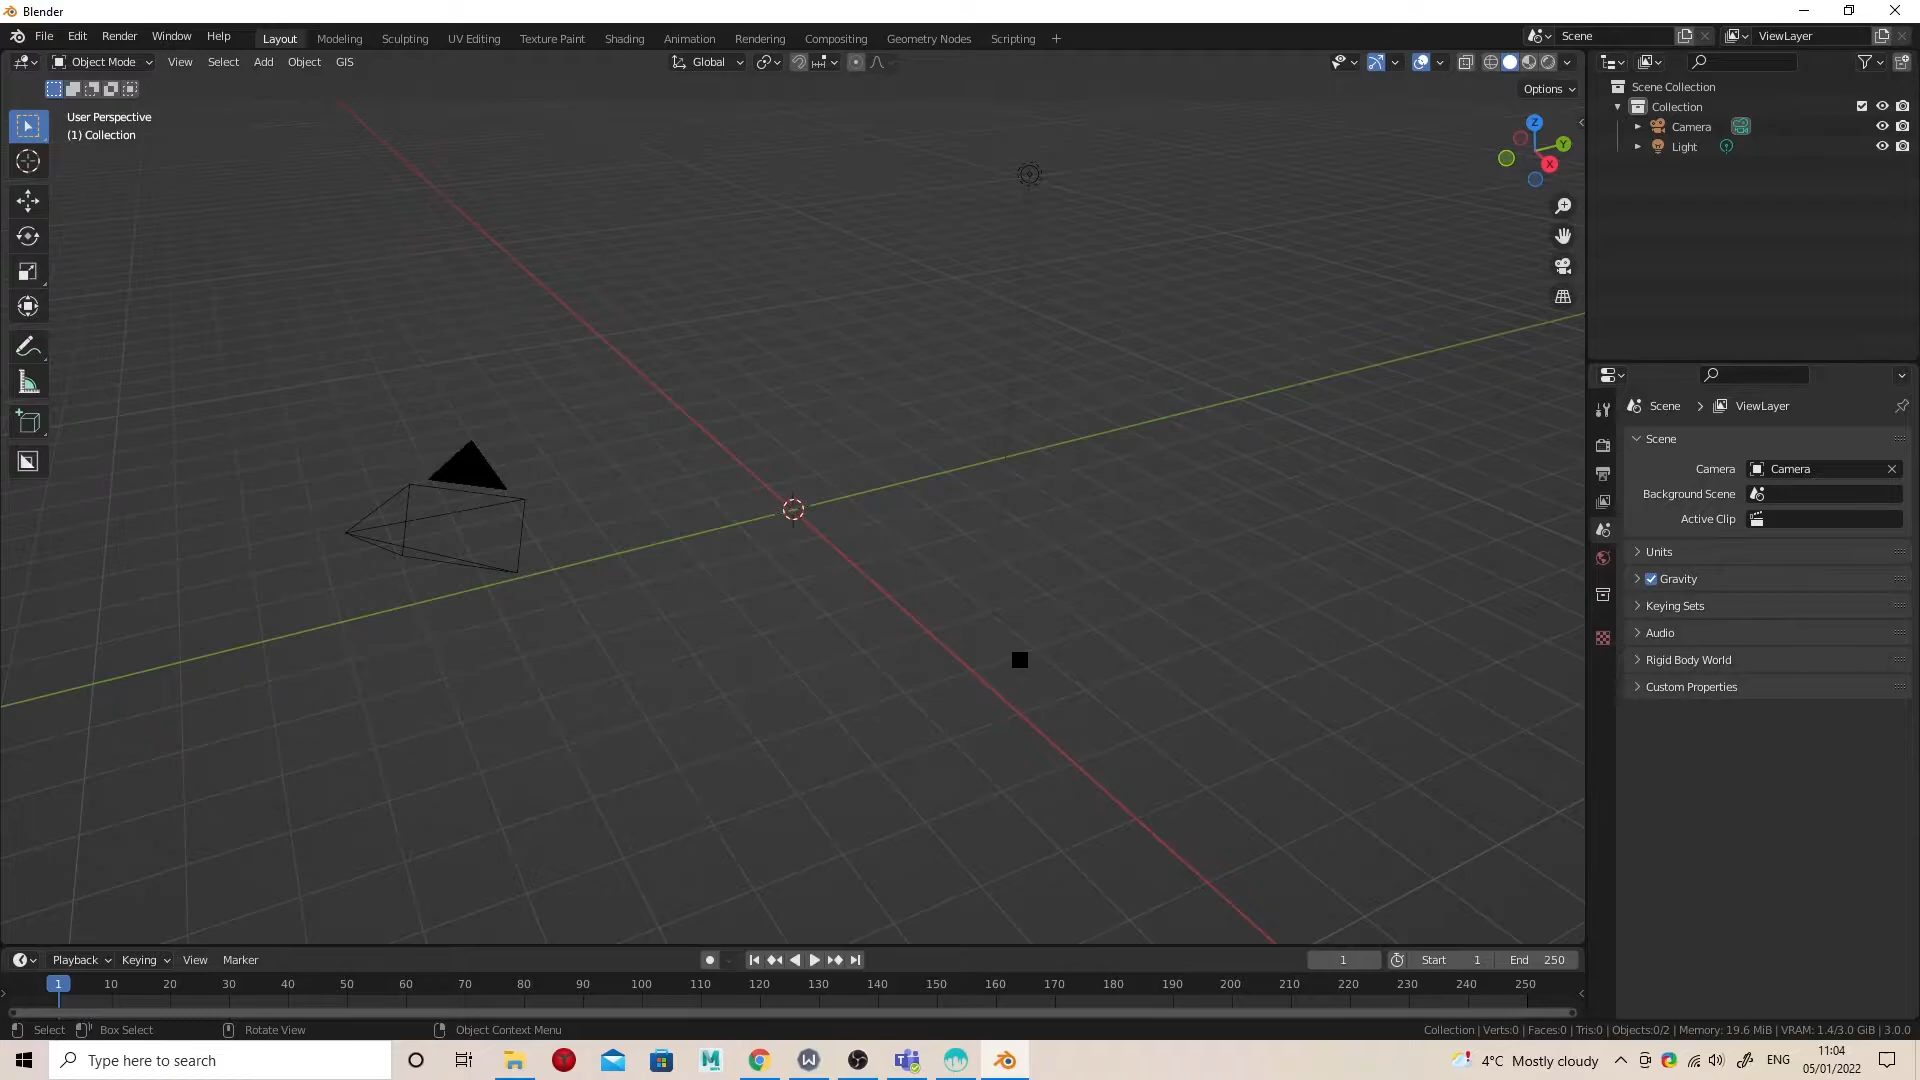 Blender
File Edit Render Window Help Layout Modeling Sculpting UV Editing Texture Paint Shading Animation Rendering Compositing Geometry Nodes Scripting + Scene ViewLayer
Object Mode View Select Add Object GIS Global
Options
User Perspective
(1) Collection
Z
Y
X
Scene Collection
Collection
Camera
Light
Scene > ViewLayer
Scene
Camera Camera
Background Scene
Active Clip
Units
Gravity
Keying Sets
Audio
Rigid Body World
Custom Properties
Playback Keying View Marker 1 Start 1 End 250
1 10 20 30 40 50 60 70 80 90 100 110 120 130 140 150 160 170 180 190 200 210 220 230 240 250
Select Box Select Rotate View Object Context Menu Collection | Verts:0 | Faces:0 | Tris:0 | Objects:0/2 | Memory: 19.6 MiB | VRAM: 1.4/3.0 GiB | 3.0.0
Type here to search 4°C Mostly cloudy ENG 11:04
05/01/2022